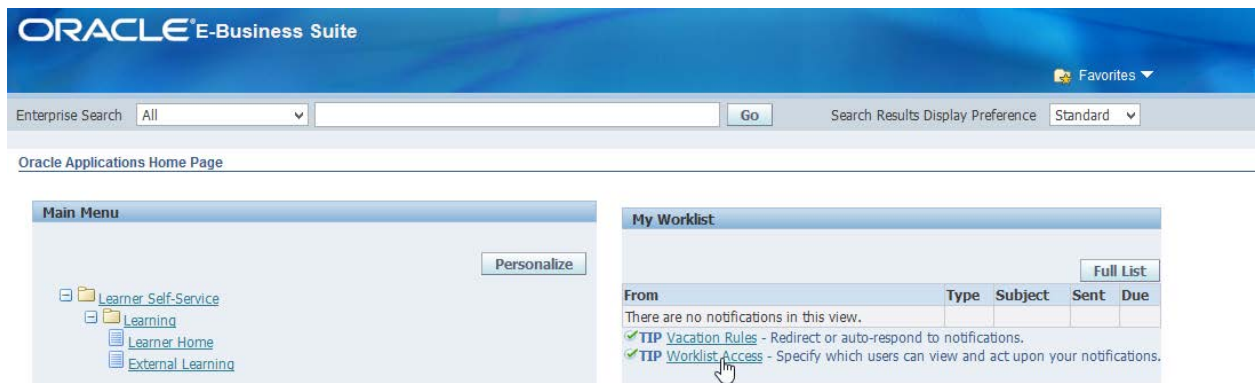 ORACLE® E-Business Suite
Favorites
Enterprise Search All Go Search Results Display Preference Standard
Oracle Applications Home Page
Main Menu
Personalize
Learner Self-Service
Learning
Learner Home
External Learning
My Worklist
Full List
From Type Subject Sent Due
There are no notifications in this view.
TIP Vacation Rules - Redirect or auto-respond to notifications.
TIP Worklist Access - Specify which users can view and act upon your notifications.